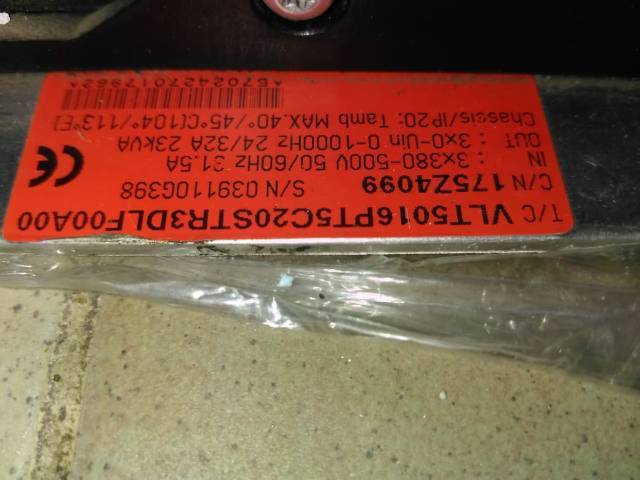 T/C VLT5016PT5C20STR3DLF00A00
C/N 175Z4099 S/N 039110G398
IN : 3x380-500V 50/60Hz 31.5A
OUT : 3x0-Uin 0-1000Hz 24/32A 23kVA
Chassis/IP20: Tamb MAX.40°/45°C(104°/113°F)
*5702427017962*
CE